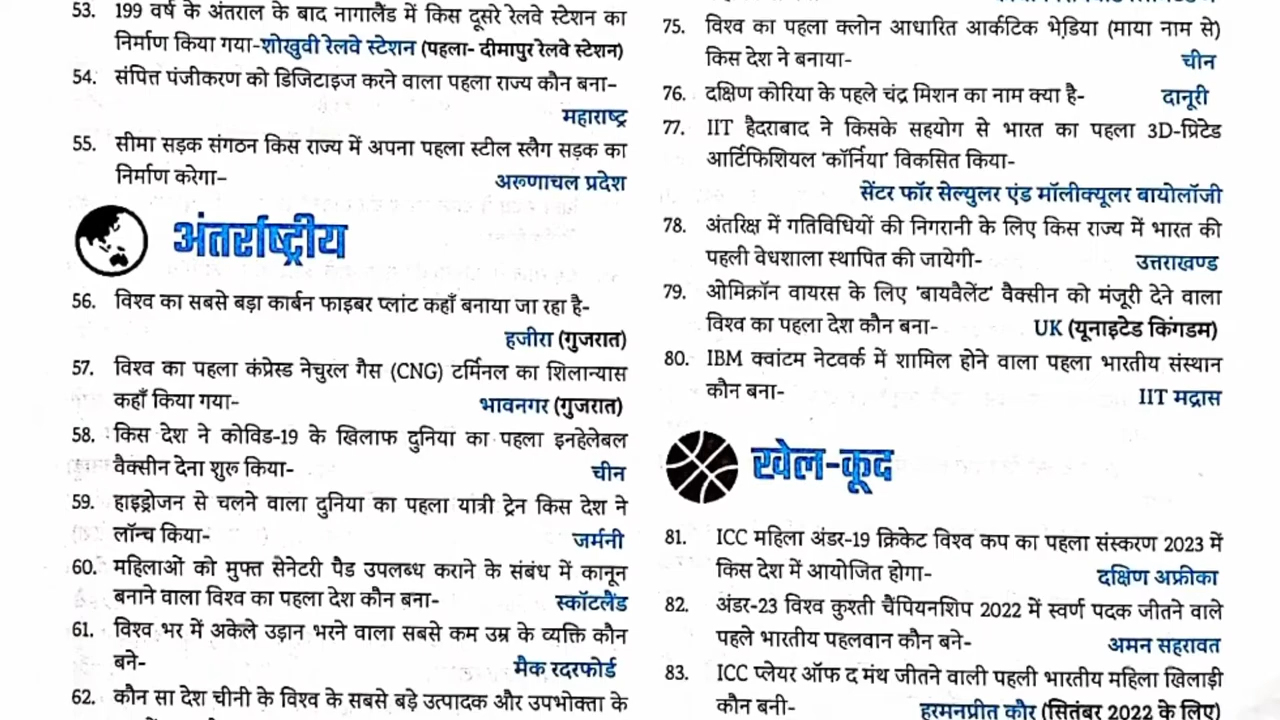 53. 199 वर्ष के अंतराल के बाद नागालैंड में किस दूसरे रेलवे स्टेशन का
निर्माण किया गया-शोखुवी रेलवे स्टेशन (पहला- दीमापुर रेलवे स्टेशन)
54. संपत्ति पंजीकरण को डिजिटाइज करने वाला पहला राज्य कौन बना-
महाराष्ट्र
55. सीमा सड़क संगठन किस राज्य में अपना पहला स्टील स्लैग सड़क का
निर्माण करेगा-
अरूणाचल प्रदेश
अंतर्राष्ट्रीय
56. विश्व का सबसे बड़ा कार्बन फाइबर प्लांट कहाँ बनाया जा रहा है-
हजीरा (गुजरात)
57. विश्व का पहला कंप्रेस्ड नेचुरल गैस (CNG) टर्मिनल का शिलान्यास
कहाँ किया गया-
भावनगर (गुजरात)
58. किस देश ने कोविड-19 के खिलाफ दुनिया का पहला इनहेलेबल
वैक्सीन देना शुरू किया-
चीन
59. हाइड्रोजन से चलने वाला दुनिया का पहला यात्री ट्रेन किस देश ने
लॉन्च किया-
जर्मनी
60. महिलाओं को मुफ्त सेनेटरी पैड उपलब्ध कराने के संबंध में कानून
बनाने वाला विश्व का पहला देश कौन बना-
स्कॉटलैंड
61. विश्व भर में अकेले उड़ान भरने वाला सबसे कम उम्र के व्यक्ति कौन
बने-
मैक रदरफोर्ड
62. कौन सा देश चीनी के विश्व के सबसे बड़े उत्पादक और उपभोक्ता के
75. विश्व का पहला क्लोन आधारित आर्कटिक भेडिया (माया नाम से)
किस देश ने बनाया-
चीन
76. दक्षिण कोरिया के पहले चंद्र मिशन का नाम क्या है-
दानूरी
77. IIT हैदराबाद ने किसके सहयोग से भारत का पहला 3D-प्रिंटेड
आर्टिफिशियल 'कॉर्निया' विकसित किया-
सेंटर फॉर सेल्युलर एंड मॉलीक्यूलर बायोलॉजी
78. अंतरिक्ष में गतिविधियों की निगरानी के लिए किस राज्य में भारत की
पहली वेधशाला स्थापित की जायेगी-
उत्तराखण्ड
79. ओमिक्रॉन वायरस के लिए 'बायवैलेंट' वैक्सीन को मंजूरी देने वाला
विश्व का पहला देश कौन बना-
UK (यूनाइटेड किंगडम)
80. IBM क्वांटम नेटवर्क में शामिल होने वाला पहला भारतीय संस्थान
कौन बना-
IIT मद्रास
खेल-कूद
81. ICC महिला अंडर-19 क्रिकेट विश्व कप का पहला संस्करण 2023 में
किस देश में आयोजित होगा-
दक्षिण अफ्रीका
82. अंडर-23 विश्व कुश्ती चैंपियनशिप 2022 में स्वर्ण पदक जीतने वाले
पहले भारतीय पहलवान कौन बने-
अमन सहरावत
83. ICC प्लेयर ऑफ द मंथ जीतने वाली पहली भारतीय महिला खिलाड़ी
कौन बनी-
हरमनप्रीत कौर (सितंबर 2022 के लिए)